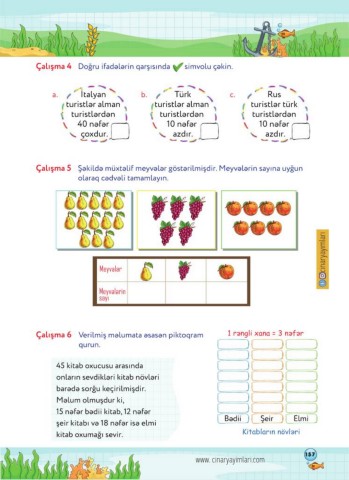 Çalışma 4 Doğru ifadələrin qarşısında simvolu çəkin.
a. İtalyan
turistlər alman
turistlərdən
40 nəfər
çoxdur.
b. Türk
turistlər alman
turistlərdən
10 nəfər
azdır.
c. Rus
turistlər türk
turistlərdən
10 nəfər
azdır.
Çalışma 5 Şəkildə müxtəlif meyvələr göstərilmişdir. Meyvələrin sayına uyğun
olaraq cədvəli tamamlayın.
Meyvələr
Meyvələrin
sayı
cinaryayimlari
Çalışma 6 Verilmiş məlumata əsasən piktoqram
qurun.
45 kitab oxucusu arasında
onların sevdikləri kitab növləri
barədə sorğu keçirilmişdir.
Məlum olmuşdur ki,
15 nəfər bədii kitab, 12 nəfər
şeir kitabı və 18 nəfər isə elmi
kitab oxumağı sevir.
1 rəngli xana = 3 nəfər
Bədii Şeir Elmi
Kitabların növləri
www.cinaryayimlari.com
157